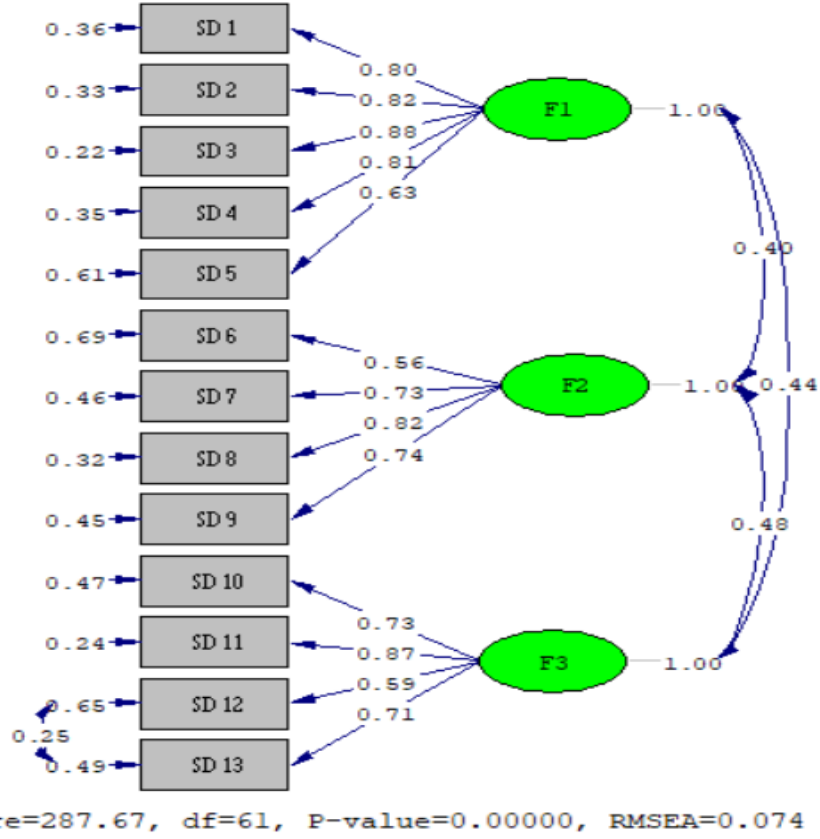 0.36 SD 1
0.80
0.33 SD 2
0.82
F1 1.00
0.22 SD 3
0.88
0.81
0.35 SD 4
0.63
0.40
0.61 SD 5
0.69 SD 6
0.56
0.46 SD 7
0.73
F2 1.00 0.44
0.82
0.32 SD 8
0.74
0.45 SD 9
0.48
0.47 SD 10
0.73
0.24 SD 11
0.87
F3 1.00
0.59
0.65 SD 12
0.71
0.25
0.49 SD 13
re=287.67, df=61, P-value=0.00000, RMSEA=0.074